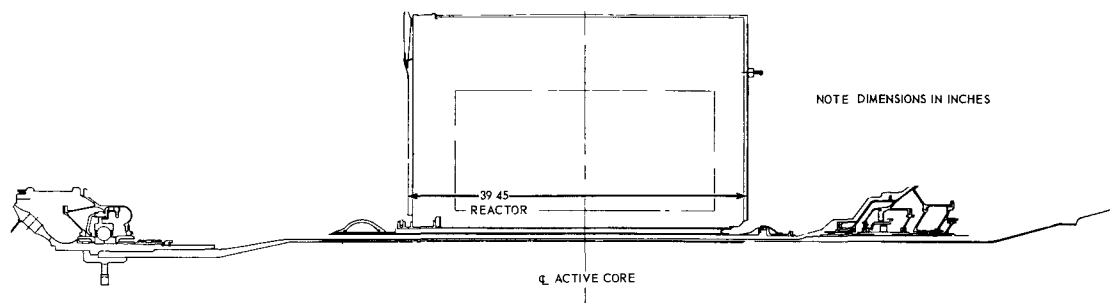 NOTE DIMENSIONS IN INCHES
39 45
REACTOR
℄ ACTIVE CORE